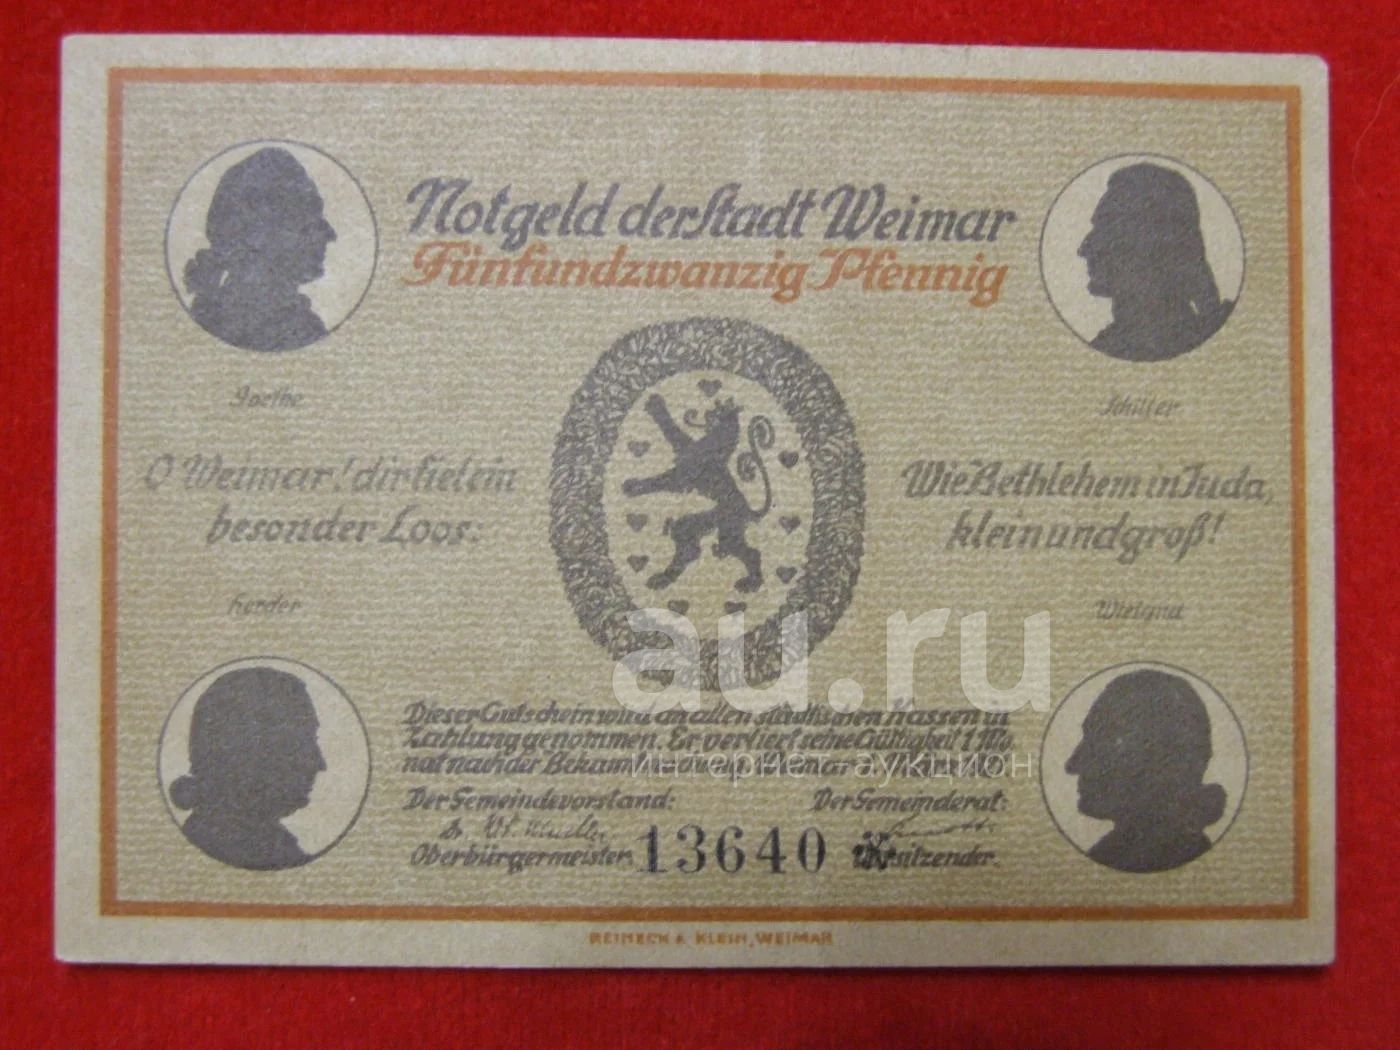 Notgeld der Stadt Weimar
Fünfundzwanzig Pfennig
Goethe
Schiller
O Weimar! dir fiel ein
besonder Loos:
Wie Bethlehem in Juda,
klein und groß!
Herder
Wieland
Dieser Gutschein wird an allen städtischen Kassen in
Zahlung genommen. Er verliert seine Gültigkeit 1 Mo
nat nach der
Weimar
Der Gemeindevorstand:
Der Gemeinderat:
Oberbürgermeister.
13640
Vorsitzender.
REINECK & KLEIN, WEIMAR
au.ru
интернет-аукцион